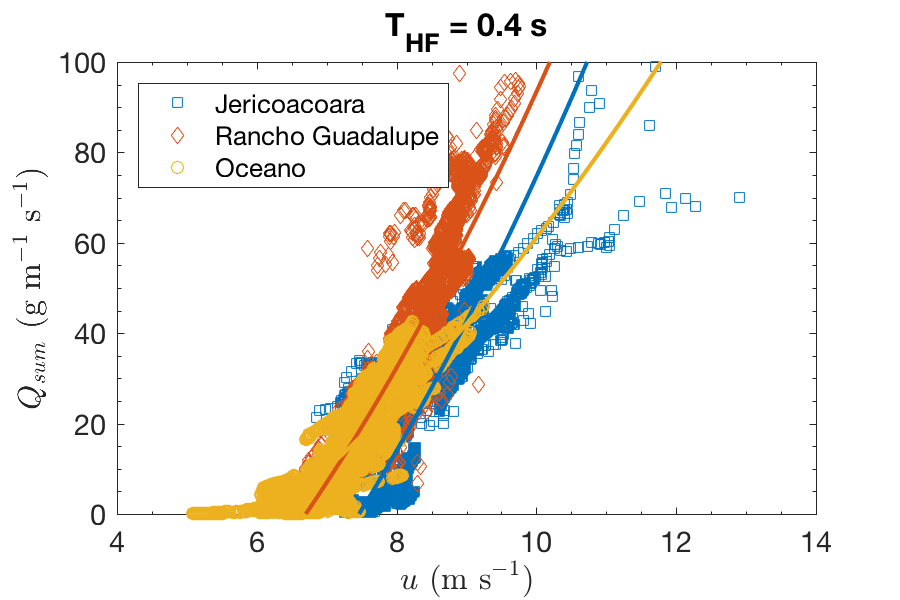 T_HF = 0.4 s
100
80
60
40
20
0
Q_sum (g m⁻¹ s⁻¹)
Jericoacoara
Rancho Guadalupe
Oceano
4 6 8 10 12 14
u (m s⁻¹)